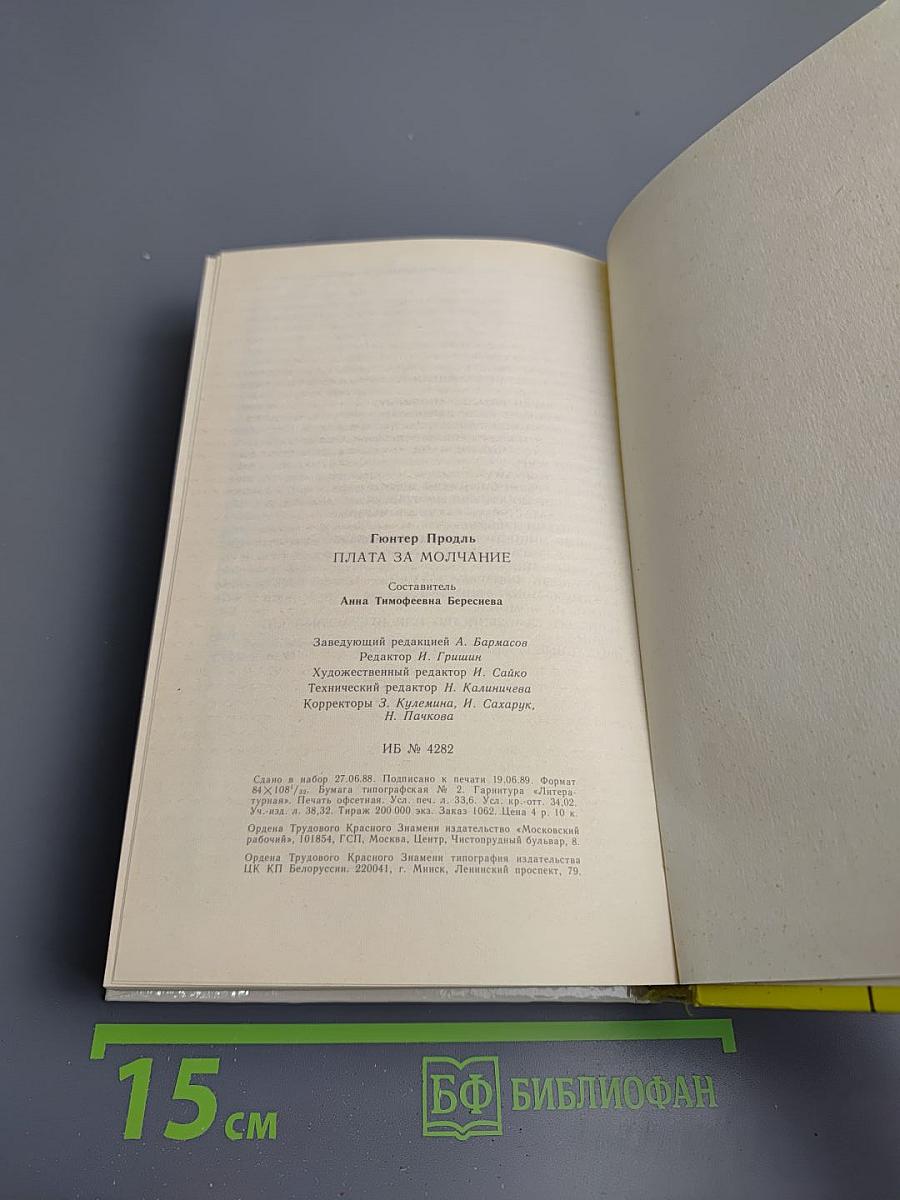 Гюнтер Продль
ПЛАТА ЗА МОЛЧАНИЕ
Составитель
Анна Тимофеевна Береснева
Заведующий редакцией А. Бармасов
Редактор И. Гришин
Художественный редактор И. Сайко
Технический редактор Н. Калиничева
Корректоры З. Кулемина, И. Сахарук,
Н. Пачкова
ИБ № 4282
Сдано в набор 27.06.88. Подписано к печати 19.06.89. Формат
84×108¹/₃₂. Бумага типографская № 2. Гарнитура «Литера-
турная». Печать офсетная. Усл. печ. л. 33,6. Усл. кр.-отт. 34,02.
Уч.-изд. л. 38,32. Тираж 200 000 экз. Заказ 1062. Цена 4 р. 10 к.
Ордена Трудового Красного Знамени издательство «Московский
рабочий», 101854, ГСП, Москва, Центр, Чистопрудный бульвар, 8.
Ордена Трудового Красного Знамени типография издательства
ЦК КП Белоруссии. 220041, г. Минск, Ленинский проспект, 79.
15 см
БФ БИБЛИОФАН